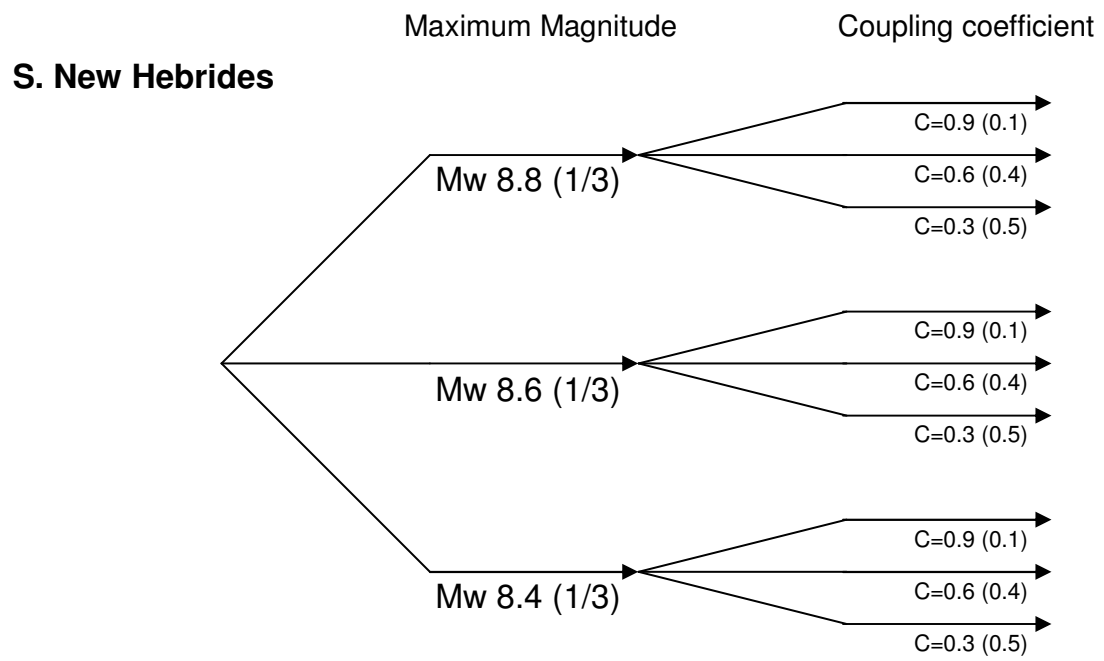 Maximum Magnitude Coupling coefficient
S. New Hebrides
C=0.9 (0.1)
Mw 8.8 (1/3)
C=0.6 (0.4)
C=0.3 (0.5)
C=0.9 (0.1)
Mw 8.6 (1/3)
C=0.6 (0.4)
C=0.3 (0.5)
C=0.9 (0.1)
Mw 8.4 (1/3)
C=0.6 (0.4)
C=0.3 (0.5)